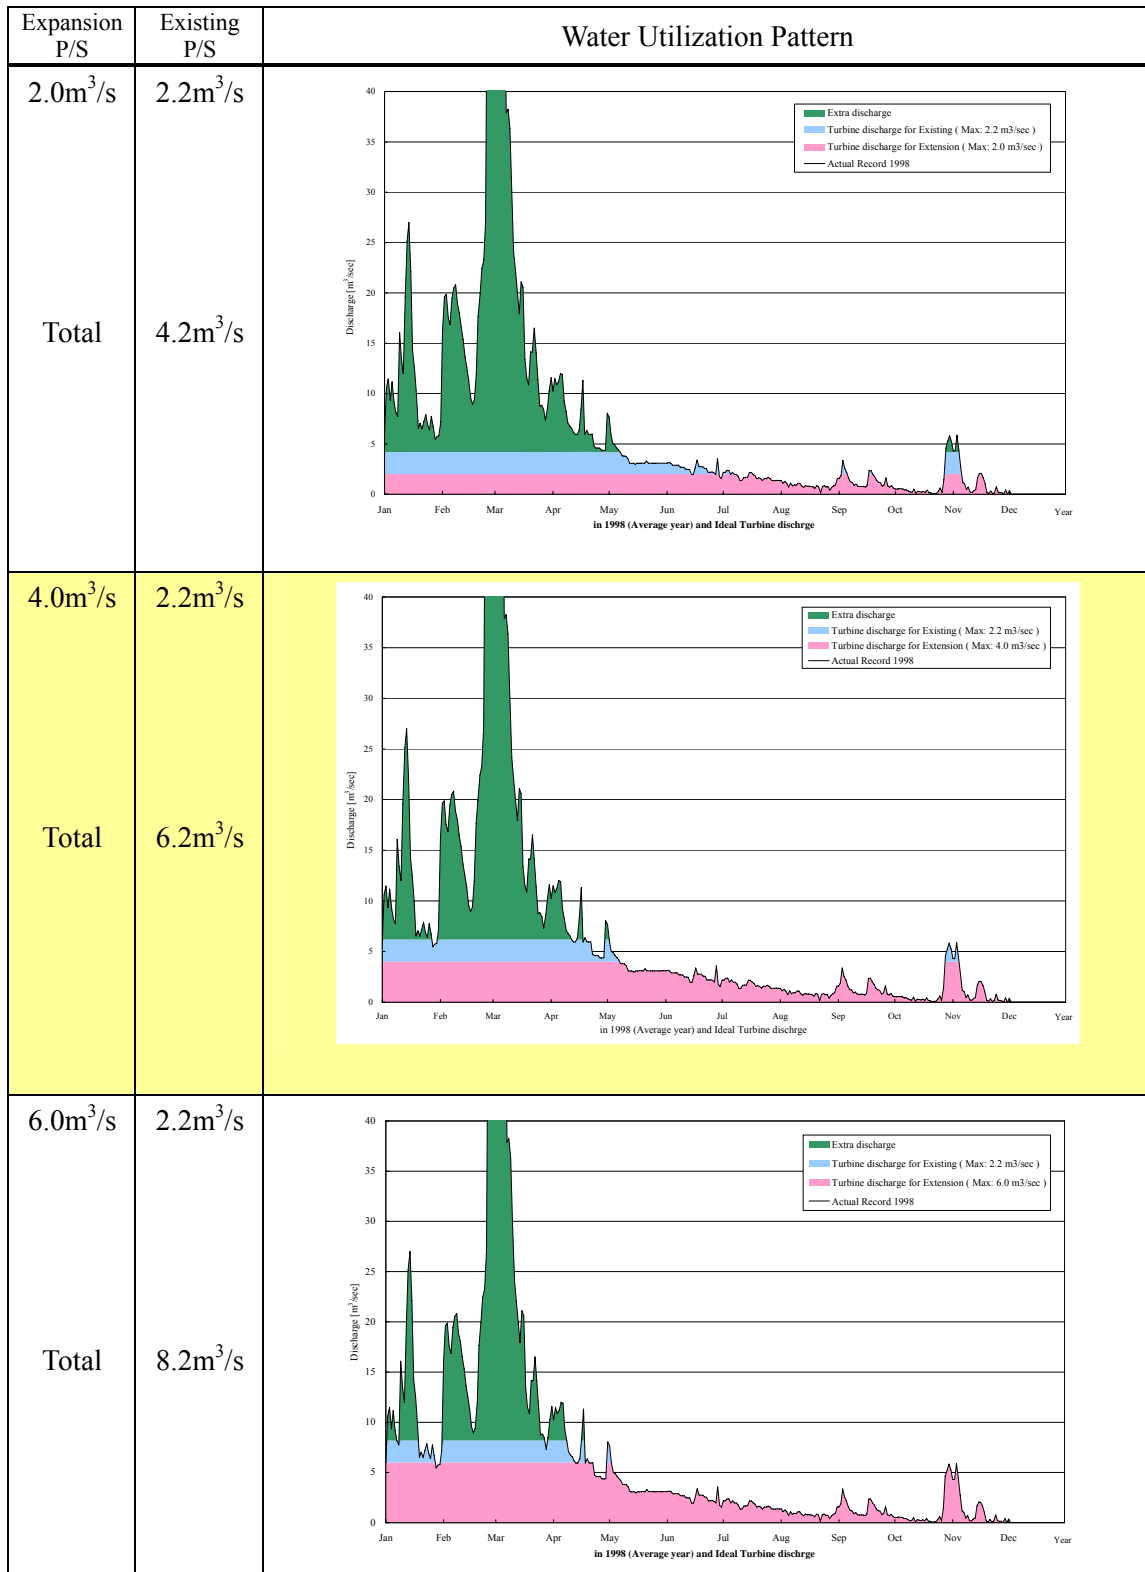 Expansion P/S
Existing P/S
Water Utilization Pattern
2.0m³/s
2.2m³/s
Total
4.2m³/s
40
35
30
25
20
15
10
5
0
Discharge [m³/sec]
Extra discharge
Turbine discharge for Existing ( Max: 2.2 m3/sec )
Turbine discharge for Extension ( Max: 2.0 m3/sec )
Actual Record 1998
Jan Feb Mar Apr May Jun Jul Aug Sep Oct Nov Dec Year
in 1998 (Average year) and Ideal Turbine dischrge
4.0m³/s
2.2m³/s
Total
6.2m³/s
40
35
30
25
20
15
10
5
0
Discharge [m³/sec]
Extra discharge
Turbine discharge for Existing ( Max: 2.2 m3/sec )
Turbine discharge for Extension ( Max: 4.0 m3/sec )
Actual Record 1998
Jan Feb Mar Apr May Jun Jul Aug Sep Oct Nov Dec Year
in 1998 (Average year) and Ideal Turbine dischrge
6.0m³/s
2.2m³/s
Total
8.2m³/s
40
35
30
25
20
15
10
5
0
Discharge [m³/sec]
Extra discharge
Turbine discharge for Existing ( Max: 2.2 m3/sec )
Turbine discharge for Extension ( Max: 6.0 m3/sec )
Actual Record 1998
Jan Feb Mar Apr May Jun Jul Aug Sep Oct Nov Dec Year
in 1998 (Average year) and Ideal Turbine dischrge